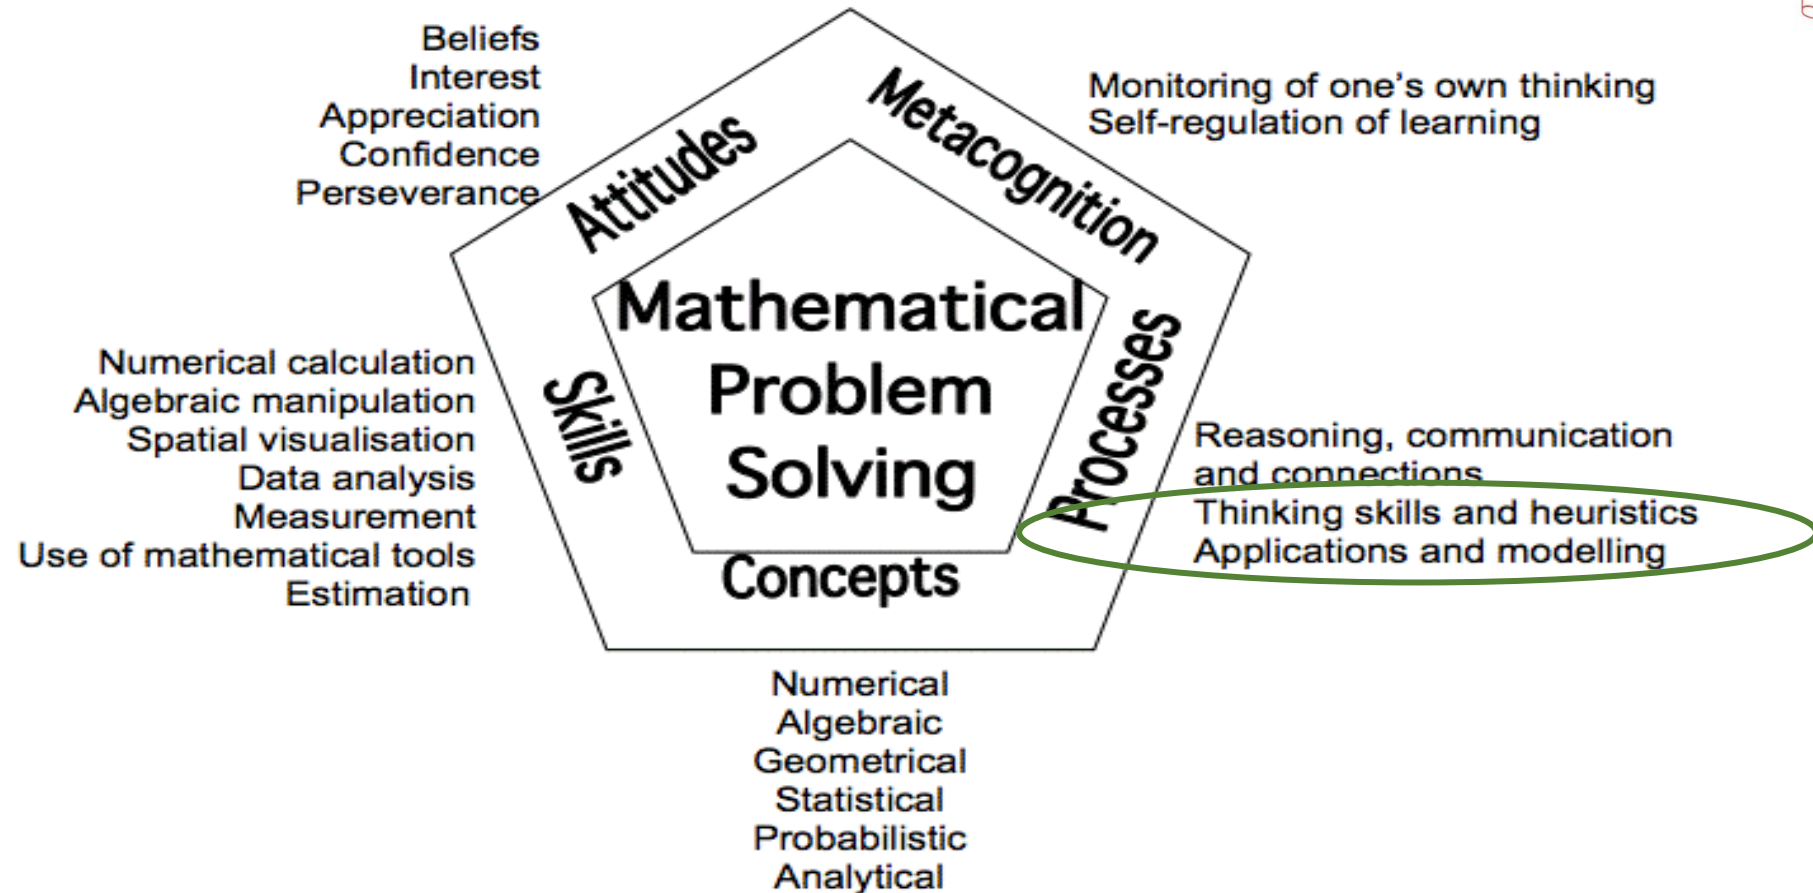 Beliefs
Interest
Appreciation
Confidence
Perseverance
Attitudes
Metacognition
Monitoring of one's own thinking
Self-regulation of learning
Mathematical
Problem
Solving
Numerical calculation
Algebraic manipulation
Spatial visualisation
Data analysis
Measurement
Use of mathematical tools
Estimation
Skills
Processes
Reasoning, communication
and connections
Thinking skills and heuristics
Applications and modelling
Concepts
Numerical
Algebraic
Geometrical
Statistical
Probabilistic
Analytical